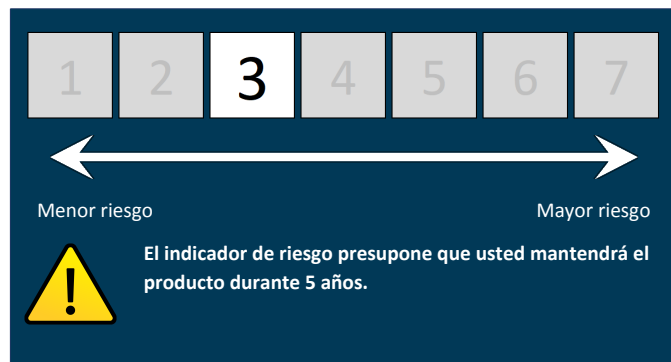 1 2 3 4 5 6 7
Menor riesgo Mayor riesgo
El indicador de riesgo presupone que usted mantendrá el
producto durante 5 años.